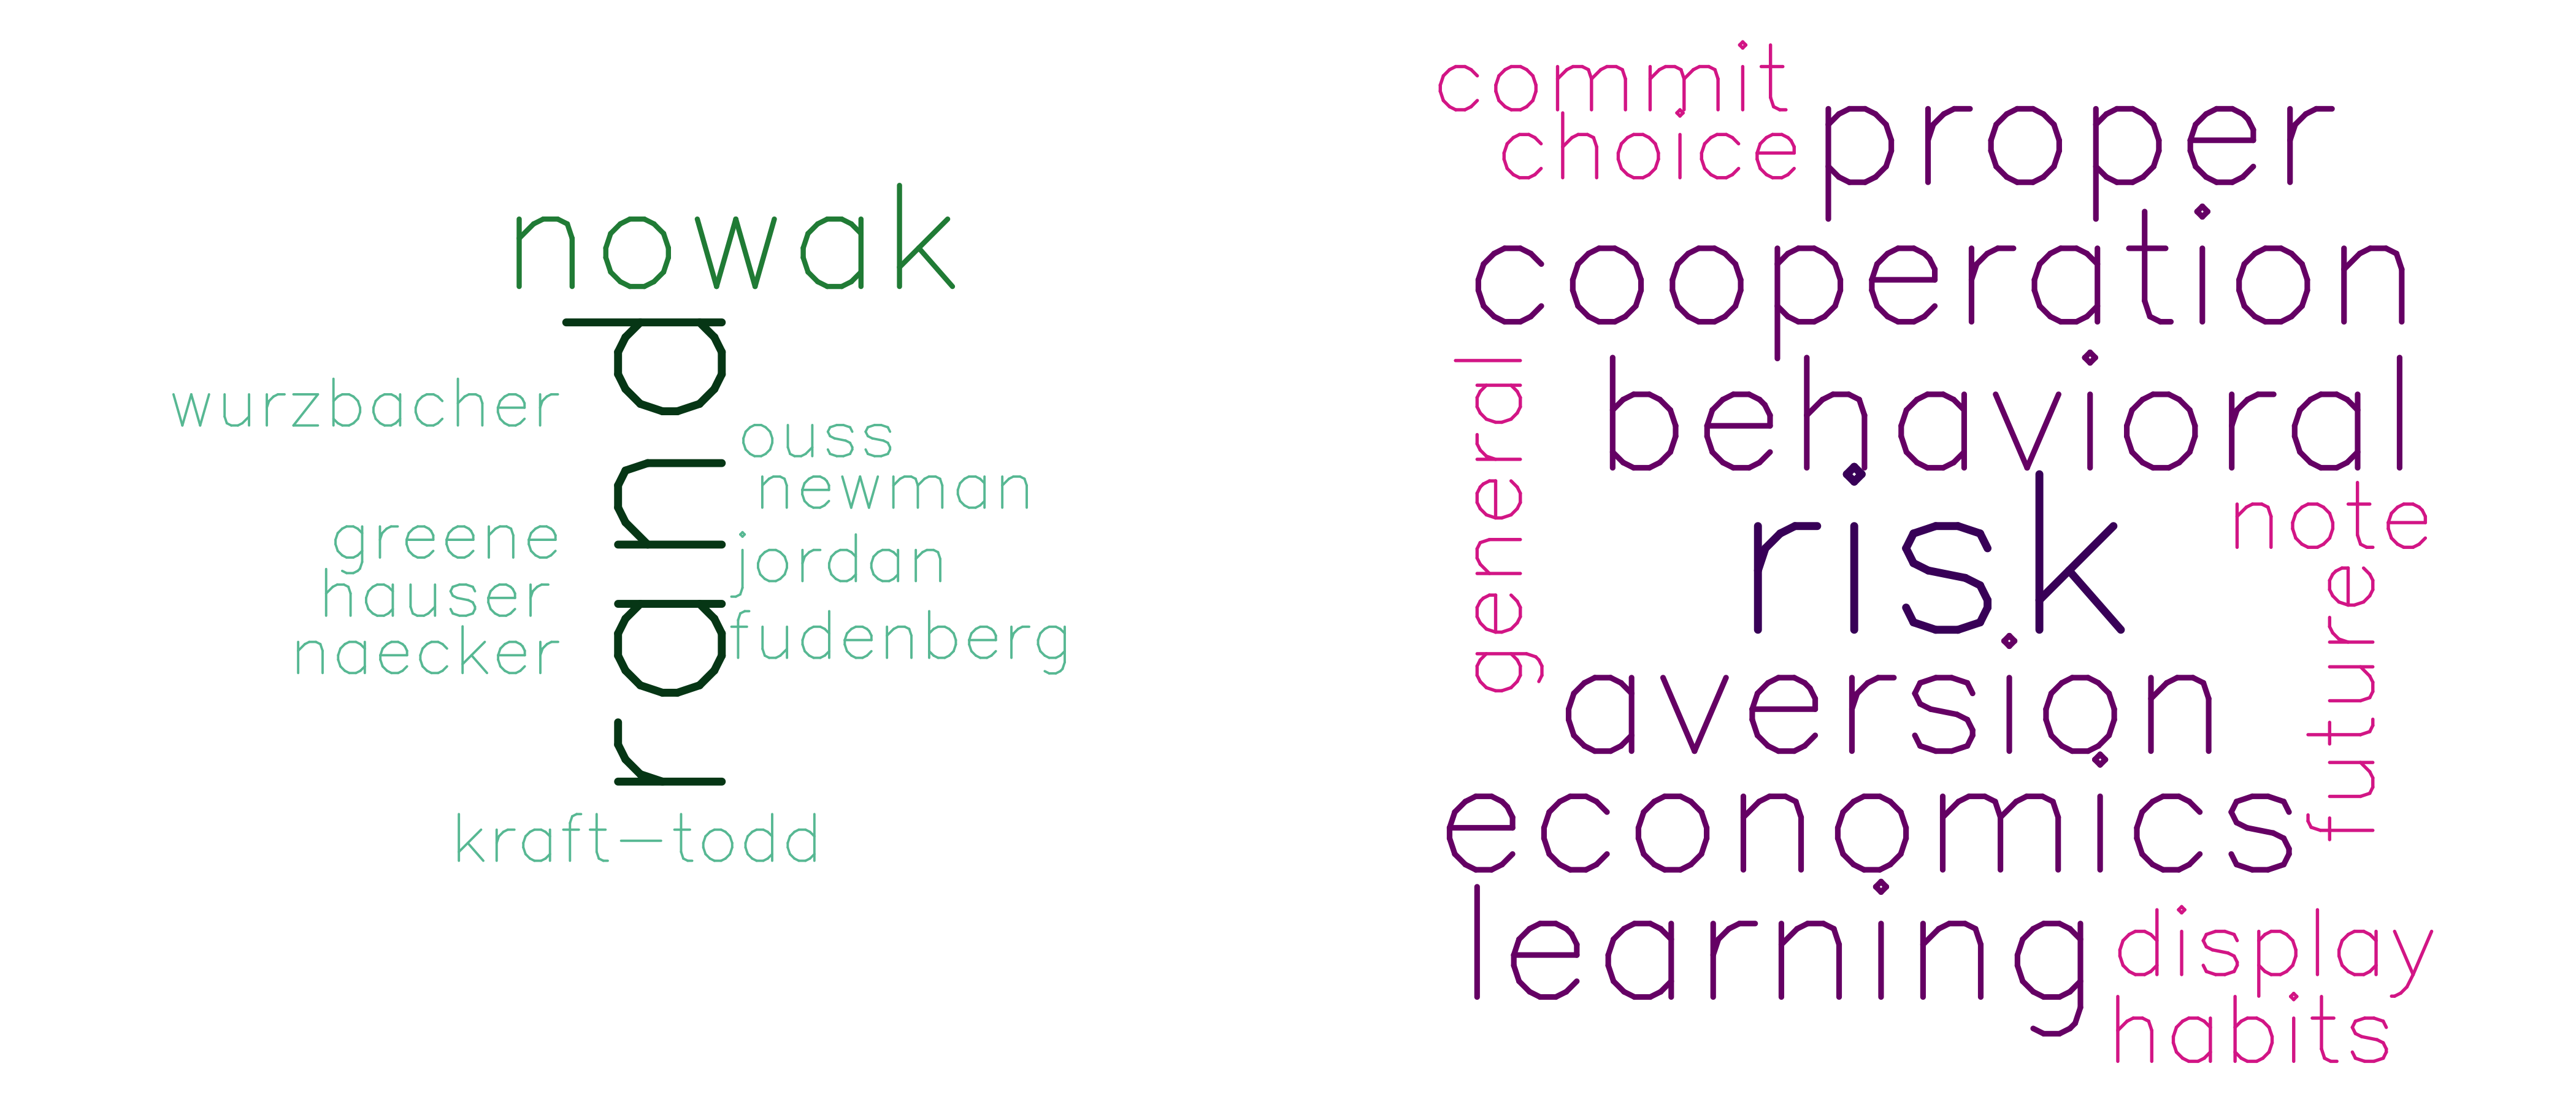 nowak
rand
wurzbacher
ouss
newman
greene
jordan
hauser
fudenberg
naecker
kraft-todd
commit
choice
proper
cooperation
behavioral
general
risk
note
future
aversion
economics
learning
display
habits